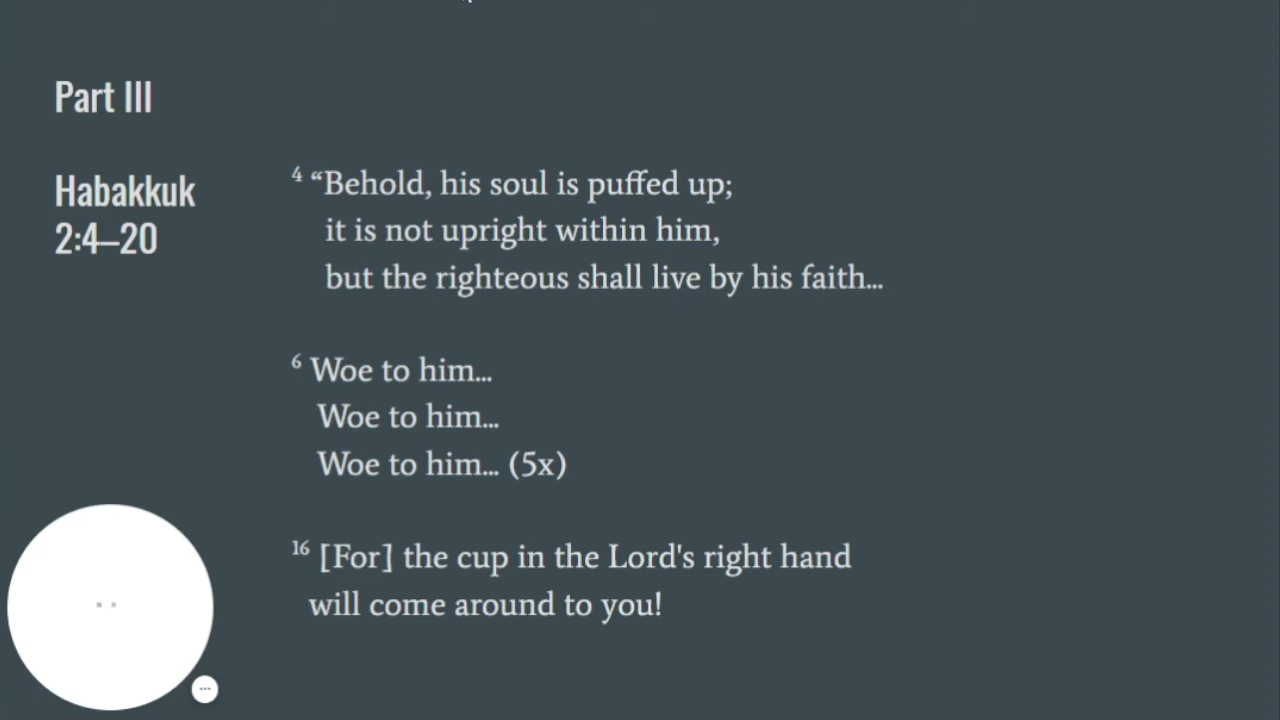 Part III
Habakkuk
2:4–20
4 “Behold, his soul is puffed up;
it is not upright within him,
but the righteous shall live by his faith...
6 Woe to him...
Woe to him...
Woe to him... (5x)
16 [For] the cup in the Lord's right hand
will come around to you!